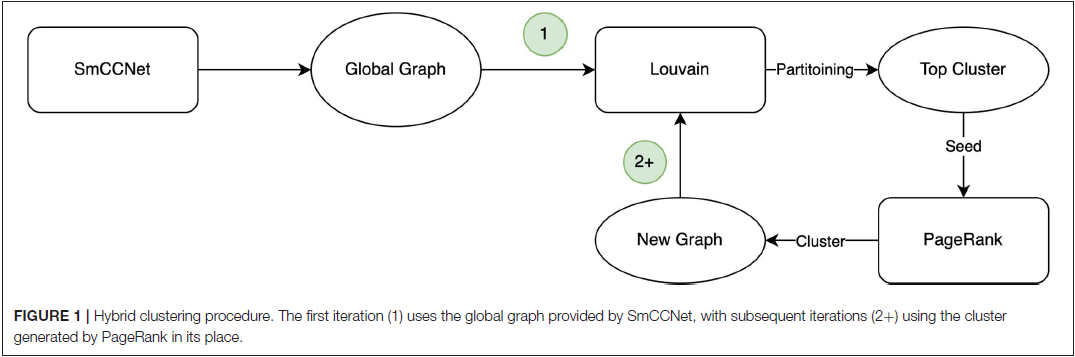 SmCCNet
Global Graph
1
Louvain
Partitoining
Top Cluster
Seed
2+
New Graph
Cluster
PageRank
FIGURE 1 | Hybrid clustering procedure. The first iteration (1) uses the global graph provided by SmCCNet, with subsequent iterations (2+) using the cluster
generated by PageRank in its place.